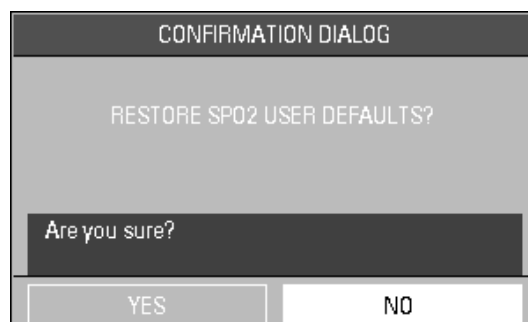 CONFIRMATION DIALOG
RESTORE SPO2 USER DEFAULTS?
Are you sure?
YES
NO